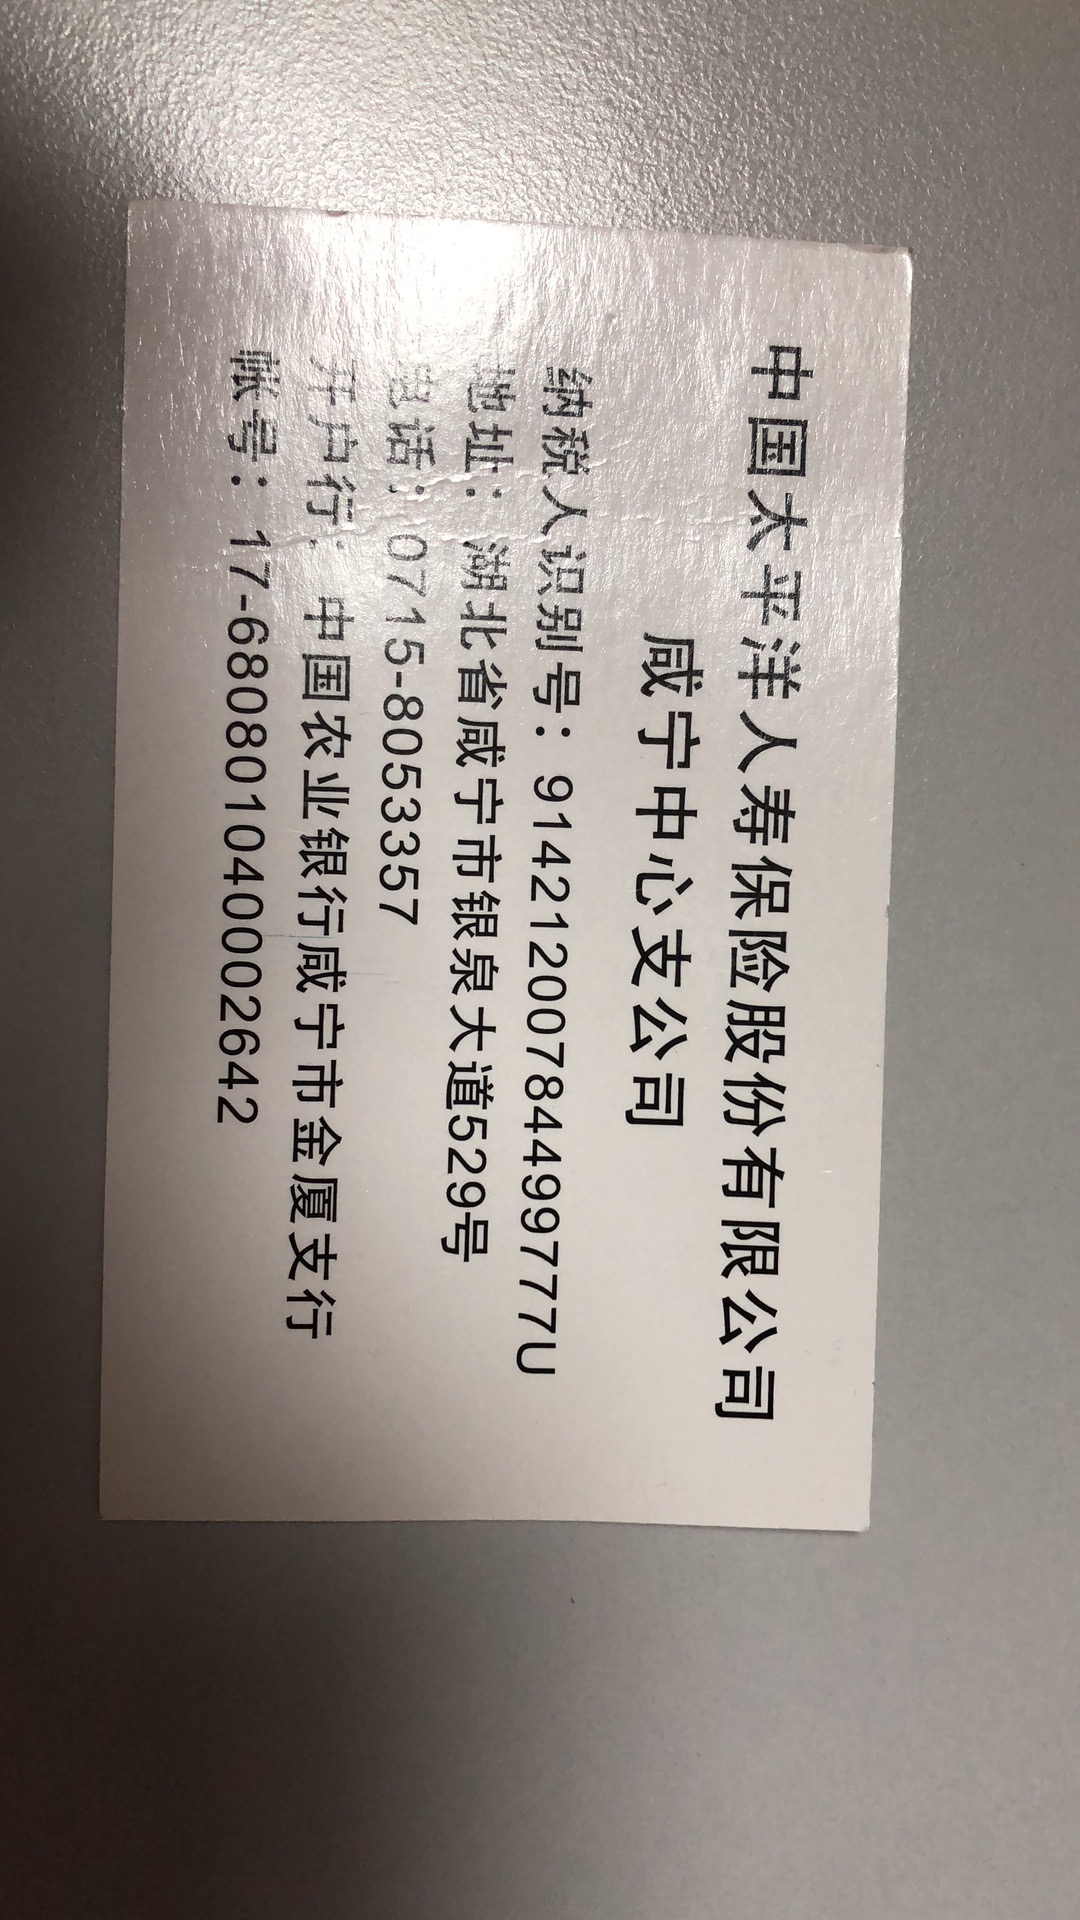 中国太平洋人寿保险股份有限公司
咸宁中心支公司
纳税人识别号：91421200784499777U
地址：湖北省咸宁市银泉大道529号
电话：0715-8053357
开户行：中国农业银行咸宁市金厦支行
帐号：17-680801040002642